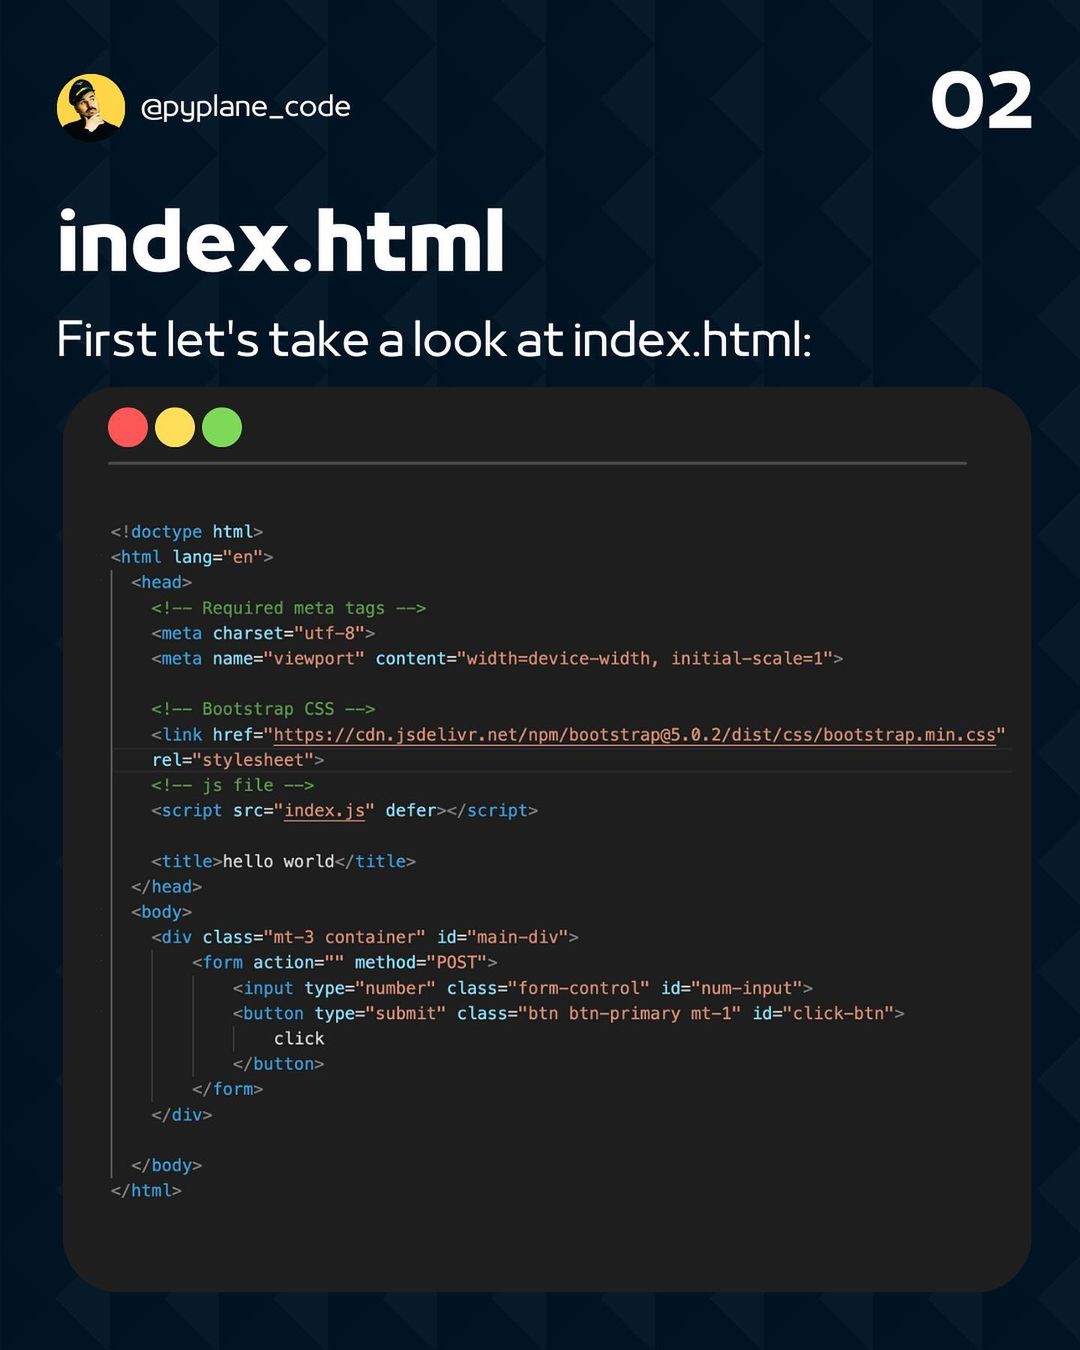 @pyplane_code
02
index.html
First let's take a look at index.html:
<!doctype html>
<html lang="en">
<head>
<!-- Required meta tags -->
<meta charset="utf-8">
<meta name="viewport" content="width=device-width, initial-scale=1">
<!-- Bootstrap CSS -->
<link href="https://cdn.jsdelivr.net/npm/bootstrap@5.0.2/dist/css/bootstrap.min.css"
rel="stylesheet">
<!-- js file -->
<script src="index.js" defer></script>
<title>hello world</title>
</head>
<body>
<div class="mt-3 container" id="main-div">
<form action="" method="POST">
<input type="number" class="form-control" id="num-input">
<button type="submit" class="btn btn-primary mt-1" id="click-btn">
click
</button>
</form>
</div>
</body>
</html>